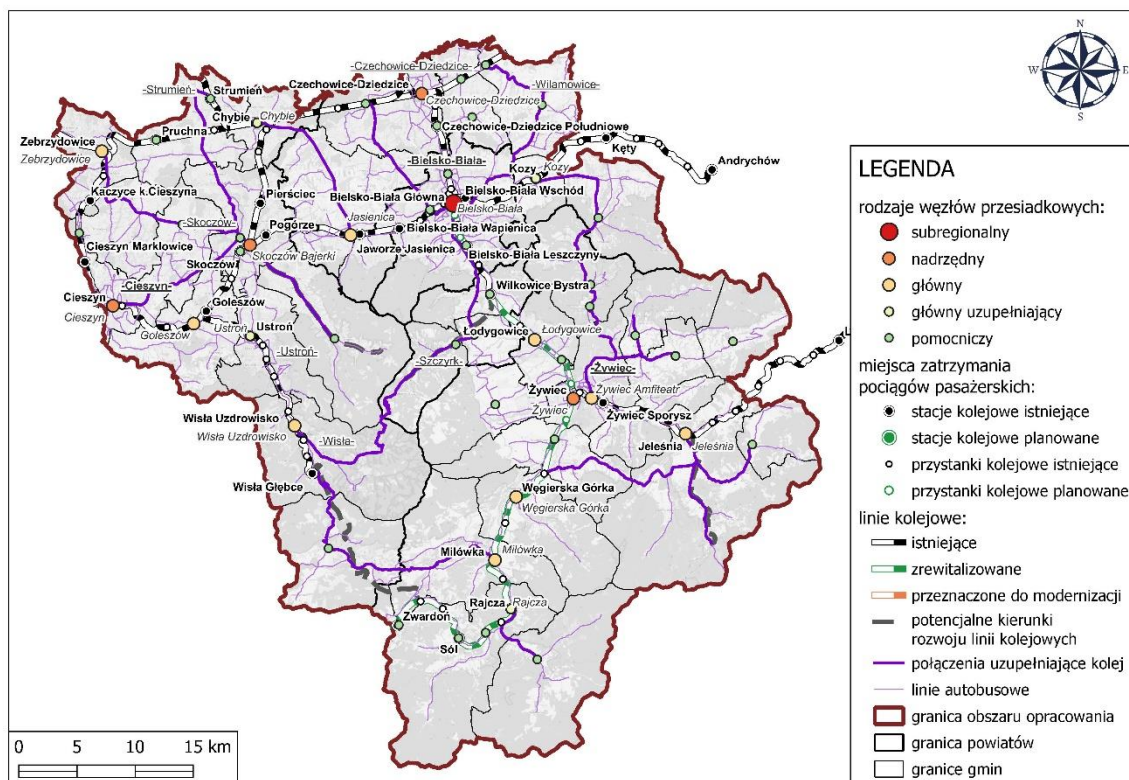 N
W
E
S
-Czechowice-Dziedzice-
Strumień
-Strumień-
Czechowice-Dziedzice
Czechowice-Dziedzice
-Wilamowice-
Chybie
Chybie
Pruchna
Czechowice-Dziedzice Południowe
Zebrzydowice
Zebrzydowice
Kęty
-Bielsko-Biała-
Kozy
Kozy
Andrychów
Kaczyce k.Cieszyna
Pierściec
Bielsko-Biała Główna
Bielsko-Biała Wschód
Bielsko-Biała
-Skoczów-
Pogórze
Jasienica
Bielsko-Biała Wapienica
Cieszyn Marklowice
Skoczów Bajerki
Jaworze Jasienica
Bielsko-Biała Leszczyny
Skoczów
-Cieszyn-
Wilkowice Bystra
Cieszyn
Cieszyn
Goleszów
Goleszów
Ustroń
Ustroń
Łodygowice
Łodygowice
-Ustroń-
-Szczyrk-
-Żywiec-
Żywiec
Żywiec Amfiteatr
Żywiec
Żywiec Sporysz
Wisła Uzdrowisko
Wisła Uzdrowisko
-Wisła-
Jeleśnia
Jeleśnia
Wisła Głębce
Węgierska Górka
Węgierska Górka
Milówka
Milówka
Rajcza
Rajcza
Zwardoń
Sól
0 5 10 15 km
LEGENDA
rodzaje węzłów przesiadkowych:
subregionalny
nadrzędny
główny
główny uzupełniający
pomocniczy
miejsca zatrzymania
pociągów pasażerskich:
stacje kolejowe istniejące
stacje kolejowe planowane
przystanki kolejowe istniejące
przystanki kolejowe planowane
linie kolejowe:
istniejące
zrewitalizowane
przeznaczone do modernizacji
potencjalne kierunki
rozwoju linii kolejowych
połączenia uzupełniające kolej
linie autobusowe
granica obszaru opracowania
granica powiatów
granice gmin